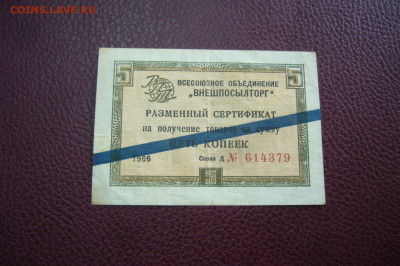 COINS.LAVE.RU
5 ВСЕСОЮЗНОЕ ОБЪЕДИНЕНИЕ 5
„ВНЕШПОСЫЛТОРГ"
РАЗМЕННЫЙ СЕРТИФИКАТ
на получение товаров на сумму
ПЯТЬ КОПЕЕК
1966 Серия Д № 614379
5